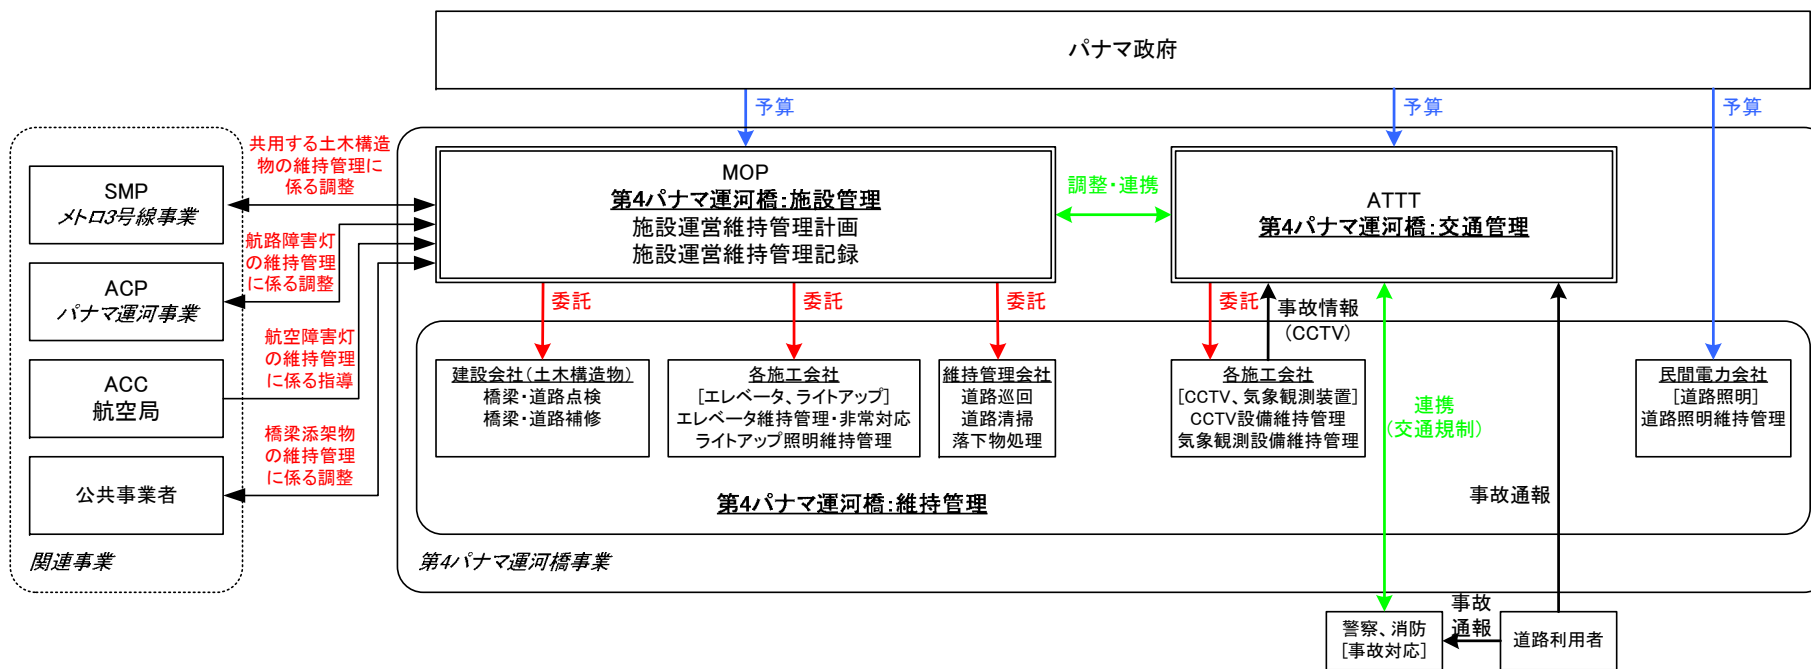 パナマ政府
予算
予算
予算
共用する土木構造
物の維持管理に
係る調整
SMP
メトロ3号線事業
航路障害灯
の維持管理
に係る調整
ACP
パナマ運河事業
航空障害灯
の維持管理
に係る指導
ACC
航空局
橋梁添架物
の維持管理
に係る調整
公共事業者
関連事業
MOP
第4パナマ運河橋:施設管理
施設運営維持管理計画
施設運営維持管理記録
調整・連携
ATTT
第4パナマ運河橋:交通管理
委託
委託
委託
委託
事故情報
(CCTV)
建設会社(土木構造物)
橋梁・道路点検
橋梁・道路補修
各施工会社
[エレベータ、ライトアップ]
エレベータ維持管理・非常対応
ライトアップ照明維持管理
維持管理会社
道路巡回
道路清掃
落下物処理
各施工会社
[CCTV、気象観測装置]
CCTV設備維持管理
気象観測設備維持管理
連携
(交通規制)
民間電力会社
[道路照明]
道路照明維持管理
事故通報
第4パナマ運河橋:維持管理
第4パナマ運河橋事業
警察、消防
[事故対応]
事故
通報
道路利用者